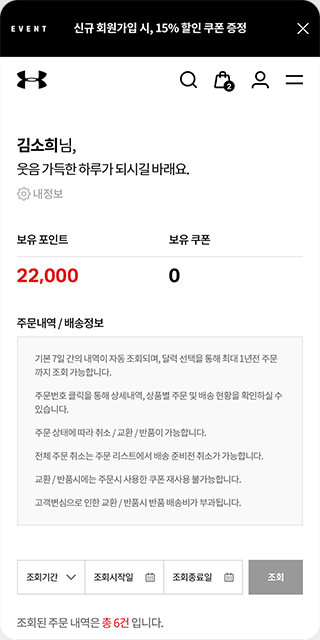 EVENT 신규 회원가입 시, 15% 할인 쿠폰 증정
2
김소희님,
웃음 가득한 하루가 되시길 바래요.
내정보
보유 포인트 보유 쿠폰
22,000 0
주문내역 / 배송정보
기본 7일 간의 내역이 자동 조회되며, 달력 선택을 통해 최대 1년전 주문
까지 조회 가능합니다.
주문번호 클릭을 통해 상세내역, 상품별 주문 및 배송 현황을 확인하실 수
있습니다.
주문 상태에 따라 취소 / 교환 / 반품이 가능합니다.
전체 주문 취소는 주문 리스트에서 배송 준비전 취소가 가능합니다.
교환 / 반품시에는 주문시 사용한 쿠폰 재사용 불가능합니다.
고객변심으로 인한 교환 / 반품시 반품 배송비가 부과됩니다.
조회기간 조회시작일 조회종료일 조회
조회된 주문 내역은 총 6건 입니다.